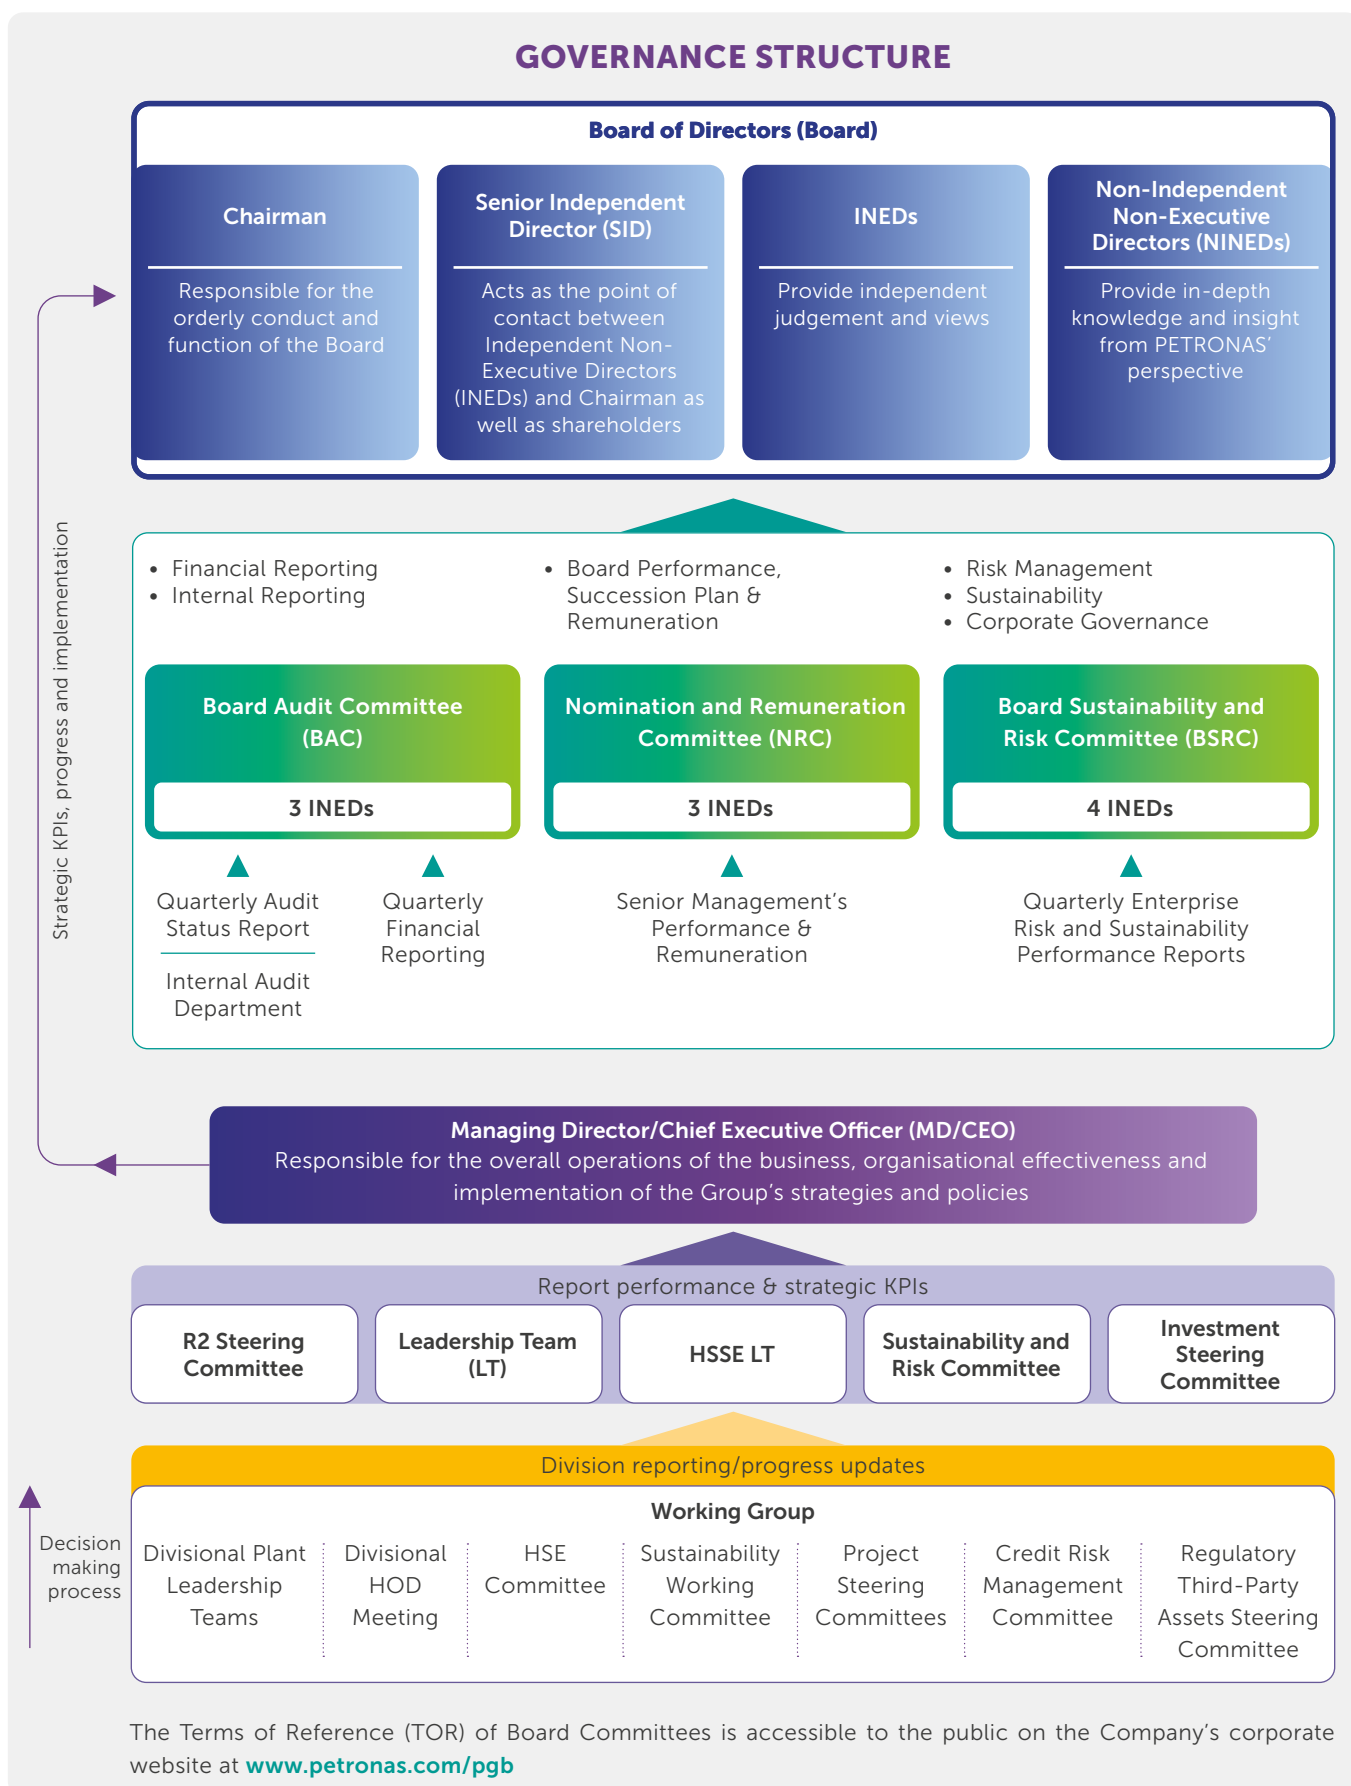 GOVERNANCE STRUCTURE
Board of Directors (Board)
Chairman
Responsible for the
orderly conduct and
function of the Board
Senior Independent
Director (SID)
Acts as the point of
contact between
Independent Non-
Executive Directors
(INEDs) and Chairman as
well as shareholders
INEDs
Provide independent
judgement and views
Non-Independent
Non-Executive
Directors (NINEDs)
Provide in-depth
knowledge and insight
from PETRONAS’
perspective
Strategic KPIs, progress and implementation
• Financial Reporting
• Internal Reporting
• Board Performance,
Succession Plan &
Remuneration
• Risk Management
• Sustainability
• Corporate Governance
Board Audit Committee
(BAC)
3 INEDs
Nomination and Remuneration
Committee (NRC)
3 INEDs
Board Sustainability and
Risk Committee (BSRC)
4 INEDs
Quarterly Audit
Status Report
Internal Audit
Department
Quarterly
Financial
Reporting
Senior Management’s
Performance &
Remuneration
Quarterly Enterprise
Risk and Sustainability
Performance Reports
Managing Director/Chief Executive Officer (MD/CEO)
Responsible for the overall operations of the business, organisational effectiveness and
implementation of the Group’s strategies and policies
Report performance & strategic KPIs
R2 Steering
Committee
Leadership Team
(LT)
HSSE LT
Sustainability and
Risk Committee
Investment
Steering
Committee
Division reporting/progress updates
Working Group
Decision
making
process
Divisional Plant
Leadership
Teams
Divisional
HOD
Meeting
HSE
Committee
Sustainability
Working
Committee
Project
Steering
Committees
Credit Risk
Management
Committee
Regulatory
Third-Party
Assets Steering
Committee
The Terms of Reference (TOR) of Board Committees is accessible to the public on the Company’s corporate
website at www.petronas.com/pgb